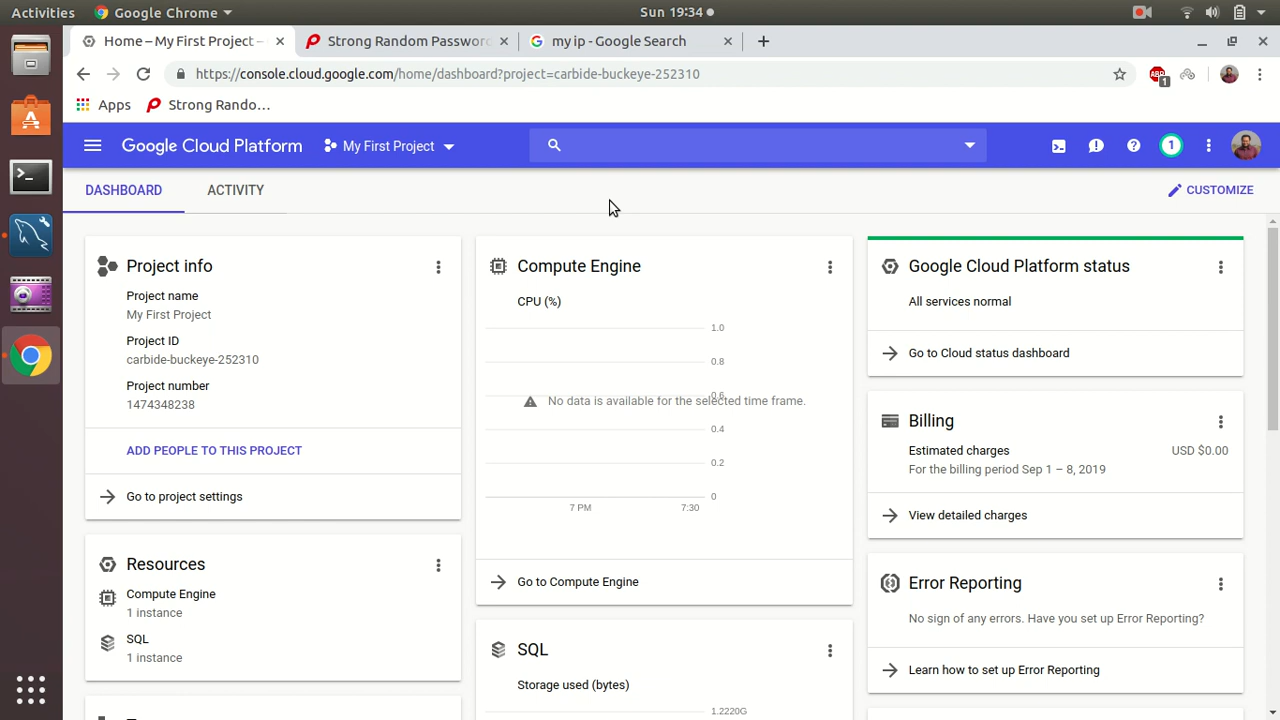 Activities
Google Chrome
Sun 19:34
Home – My First Project –
Strong Random Password
my ip - Google Search
https://console.cloud.google.com/home/dashboard?project=carbide-buckeye-252310
ABP
1
Apps
Strong Rando…
Google Cloud Platform
My First Project
1
DASHBOARD
ACTIVITY
CUSTOMIZE
Project info
Project name
My First Project
Project ID
carbide-buckeye-252310
Project number
1474348238
ADD PEOPLE TO THIS PROJECT
Go to project settings
Resources
Compute Engine
1 instance
SQL
1 instance
Compute Engine
CPU (%)
1.0
0.8
0.6
No data is available for the selected time frame.
0.4
0.2
0
7 PM
7:30
Go to Compute Engine
SQL
Storage used (bytes)
1.2220G
Google Cloud Platform status
All services normal
Go to Cloud status dashboard
Billing
Estimated charges
USD $0.00
For the billing period Sep 1 – 8, 2019
View detailed charges
Error Reporting
No sign of any errors. Have you set up Error Reporting?
Learn how to set up Error Reporting